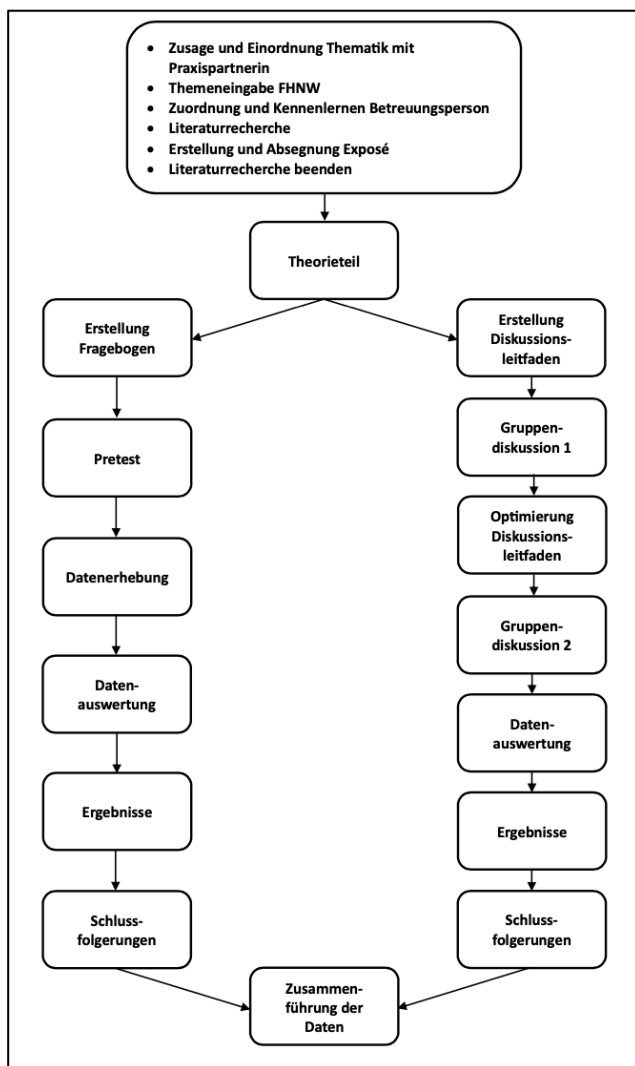 • Zusage und Einordnung Thematik mit
Praxispartnerin
• Themeneingabe FHNW
• Zuordnung und Kennenlernen Betreuungsperson
• Literaturrecherche
• Erstellung und Absegnung Exposé
• Literaturrecherche beenden
Theorieteil
Erstellung
Fragebogen
Pretest
Datenerhebung
Daten-
auswertung
Ergebnisse
Schluss-
folgerungen
Erstellung
Diskussions-
leitfaden
Gruppen-
diskussion 1
Optimierung
Diskussions-
leitfaden
Gruppen-
diskussion 2
Daten-
auswertung
Ergebnisse
Schluss-
folgerungen
Zusammen-
führung der
Daten